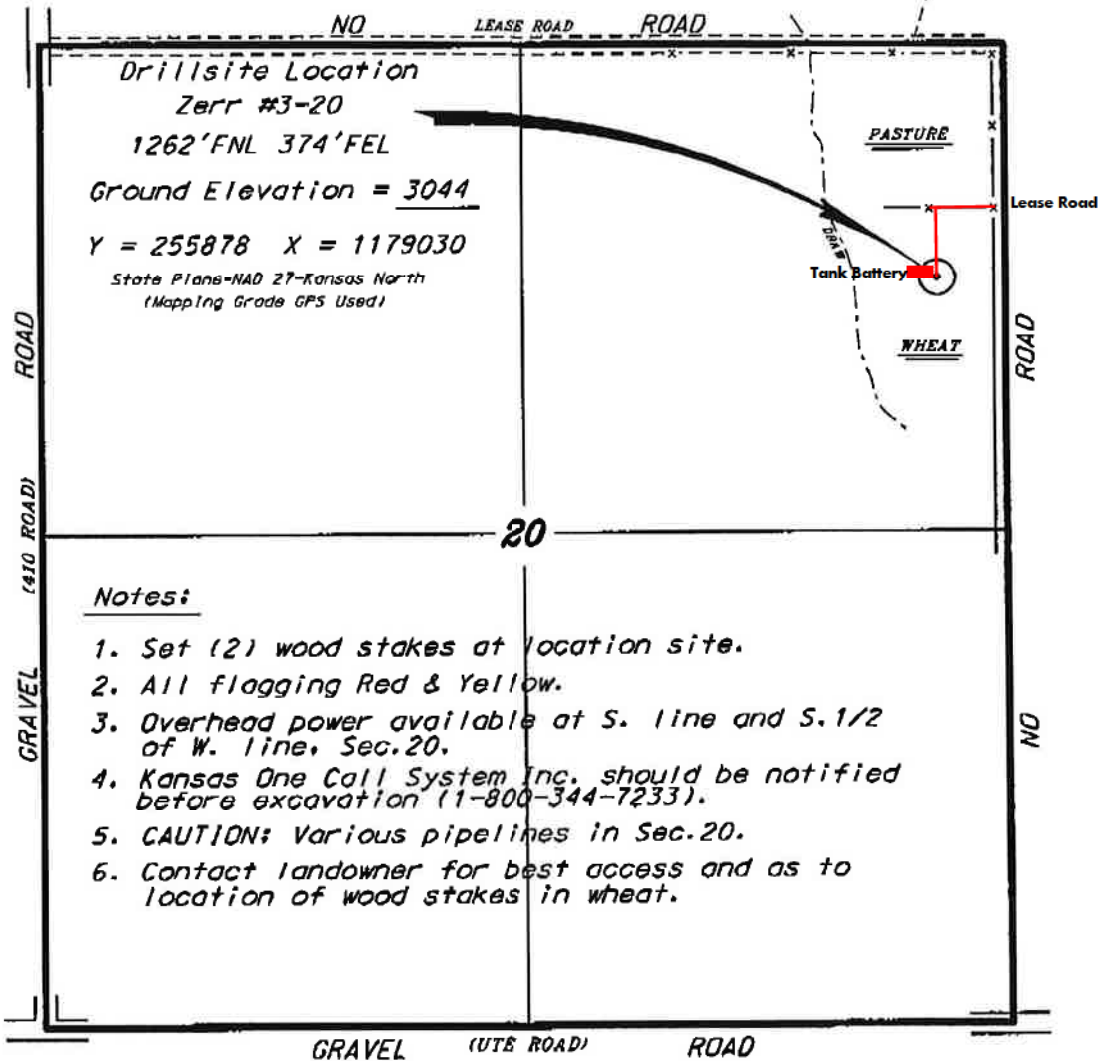 NO LEASE ROAD ROAD
Drillsite Location
Zerr #3-20
1262'FNL 374'FEL
Ground Elevation = 3044
Y = 255878 X = 1179030
State Plane-NAD 27-Kansas North
(Mapping Grade GPS Used)
PASTURE
Lease Road
DRAW
Tank Battery
WHEAT
ROAD
(410 ROAD)
GRAVEL
ROAD
NO
20
Notes:
1. Set (2) wood stakes at location site.
2. All flagging Red & Yellow.
3. Overhead power available at S. line and S.1/2
of W. line, Sec.20.
4. Kansas One Call System Inc. should be notified
before excavation (1-800-344-7233).
5. CAUTION: Various pipelines in Sec.20.
6. Contact landowner for best access and as to
location of wood stakes in wheat.
GRAVEL (UTE ROAD) ROAD